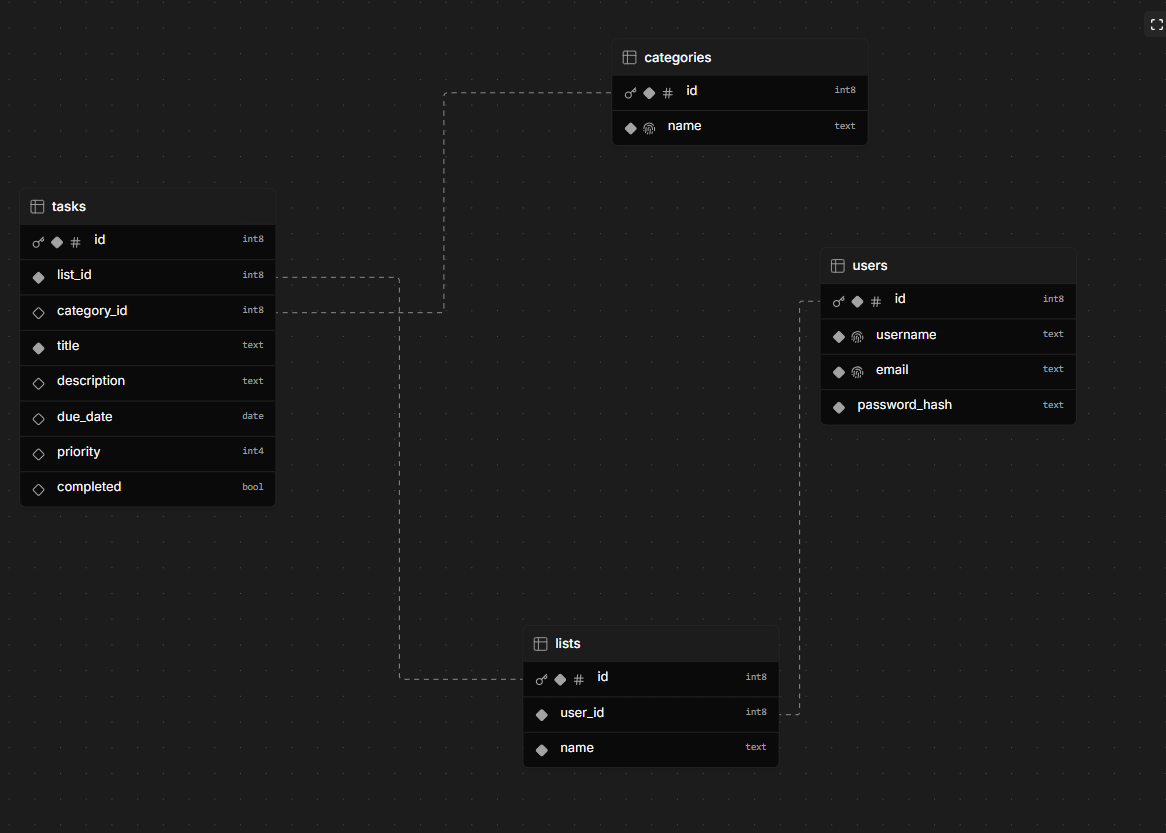 categories
id int8
name text
tasks
id int8
list_id int8
category_id int8
title text
description text
due_date date
priority int4
completed bool
users
id int8
username text
email text
password_hash text
lists
id int8
user_id int8
name text